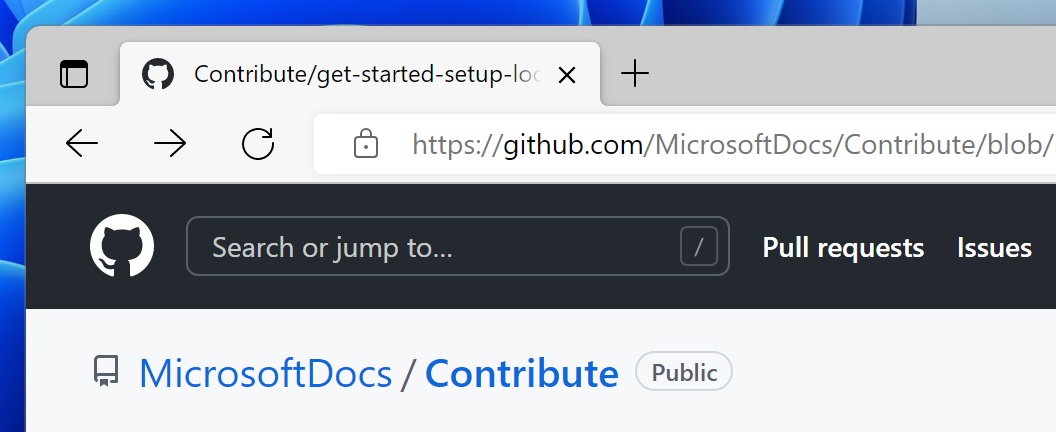 Contribute/get-started-setup-loc
https://github.com/MicrosoftDocs/Contribute/blob/
Search or jump to... /
Pull requests
Issues
MicrosoftDocs / Contribute
Public